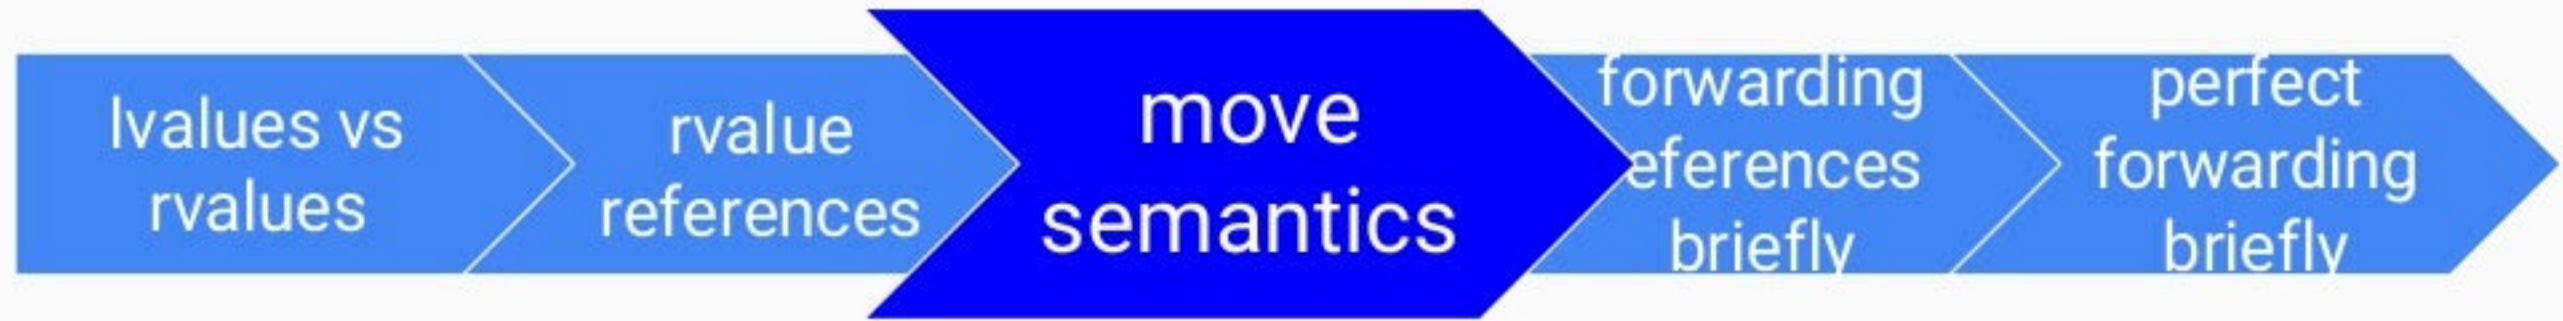 lvalues vs
rvalues
rvalue
references
move
semantics
forwarding
eferences
briefly
perfect
forwarding
briefly